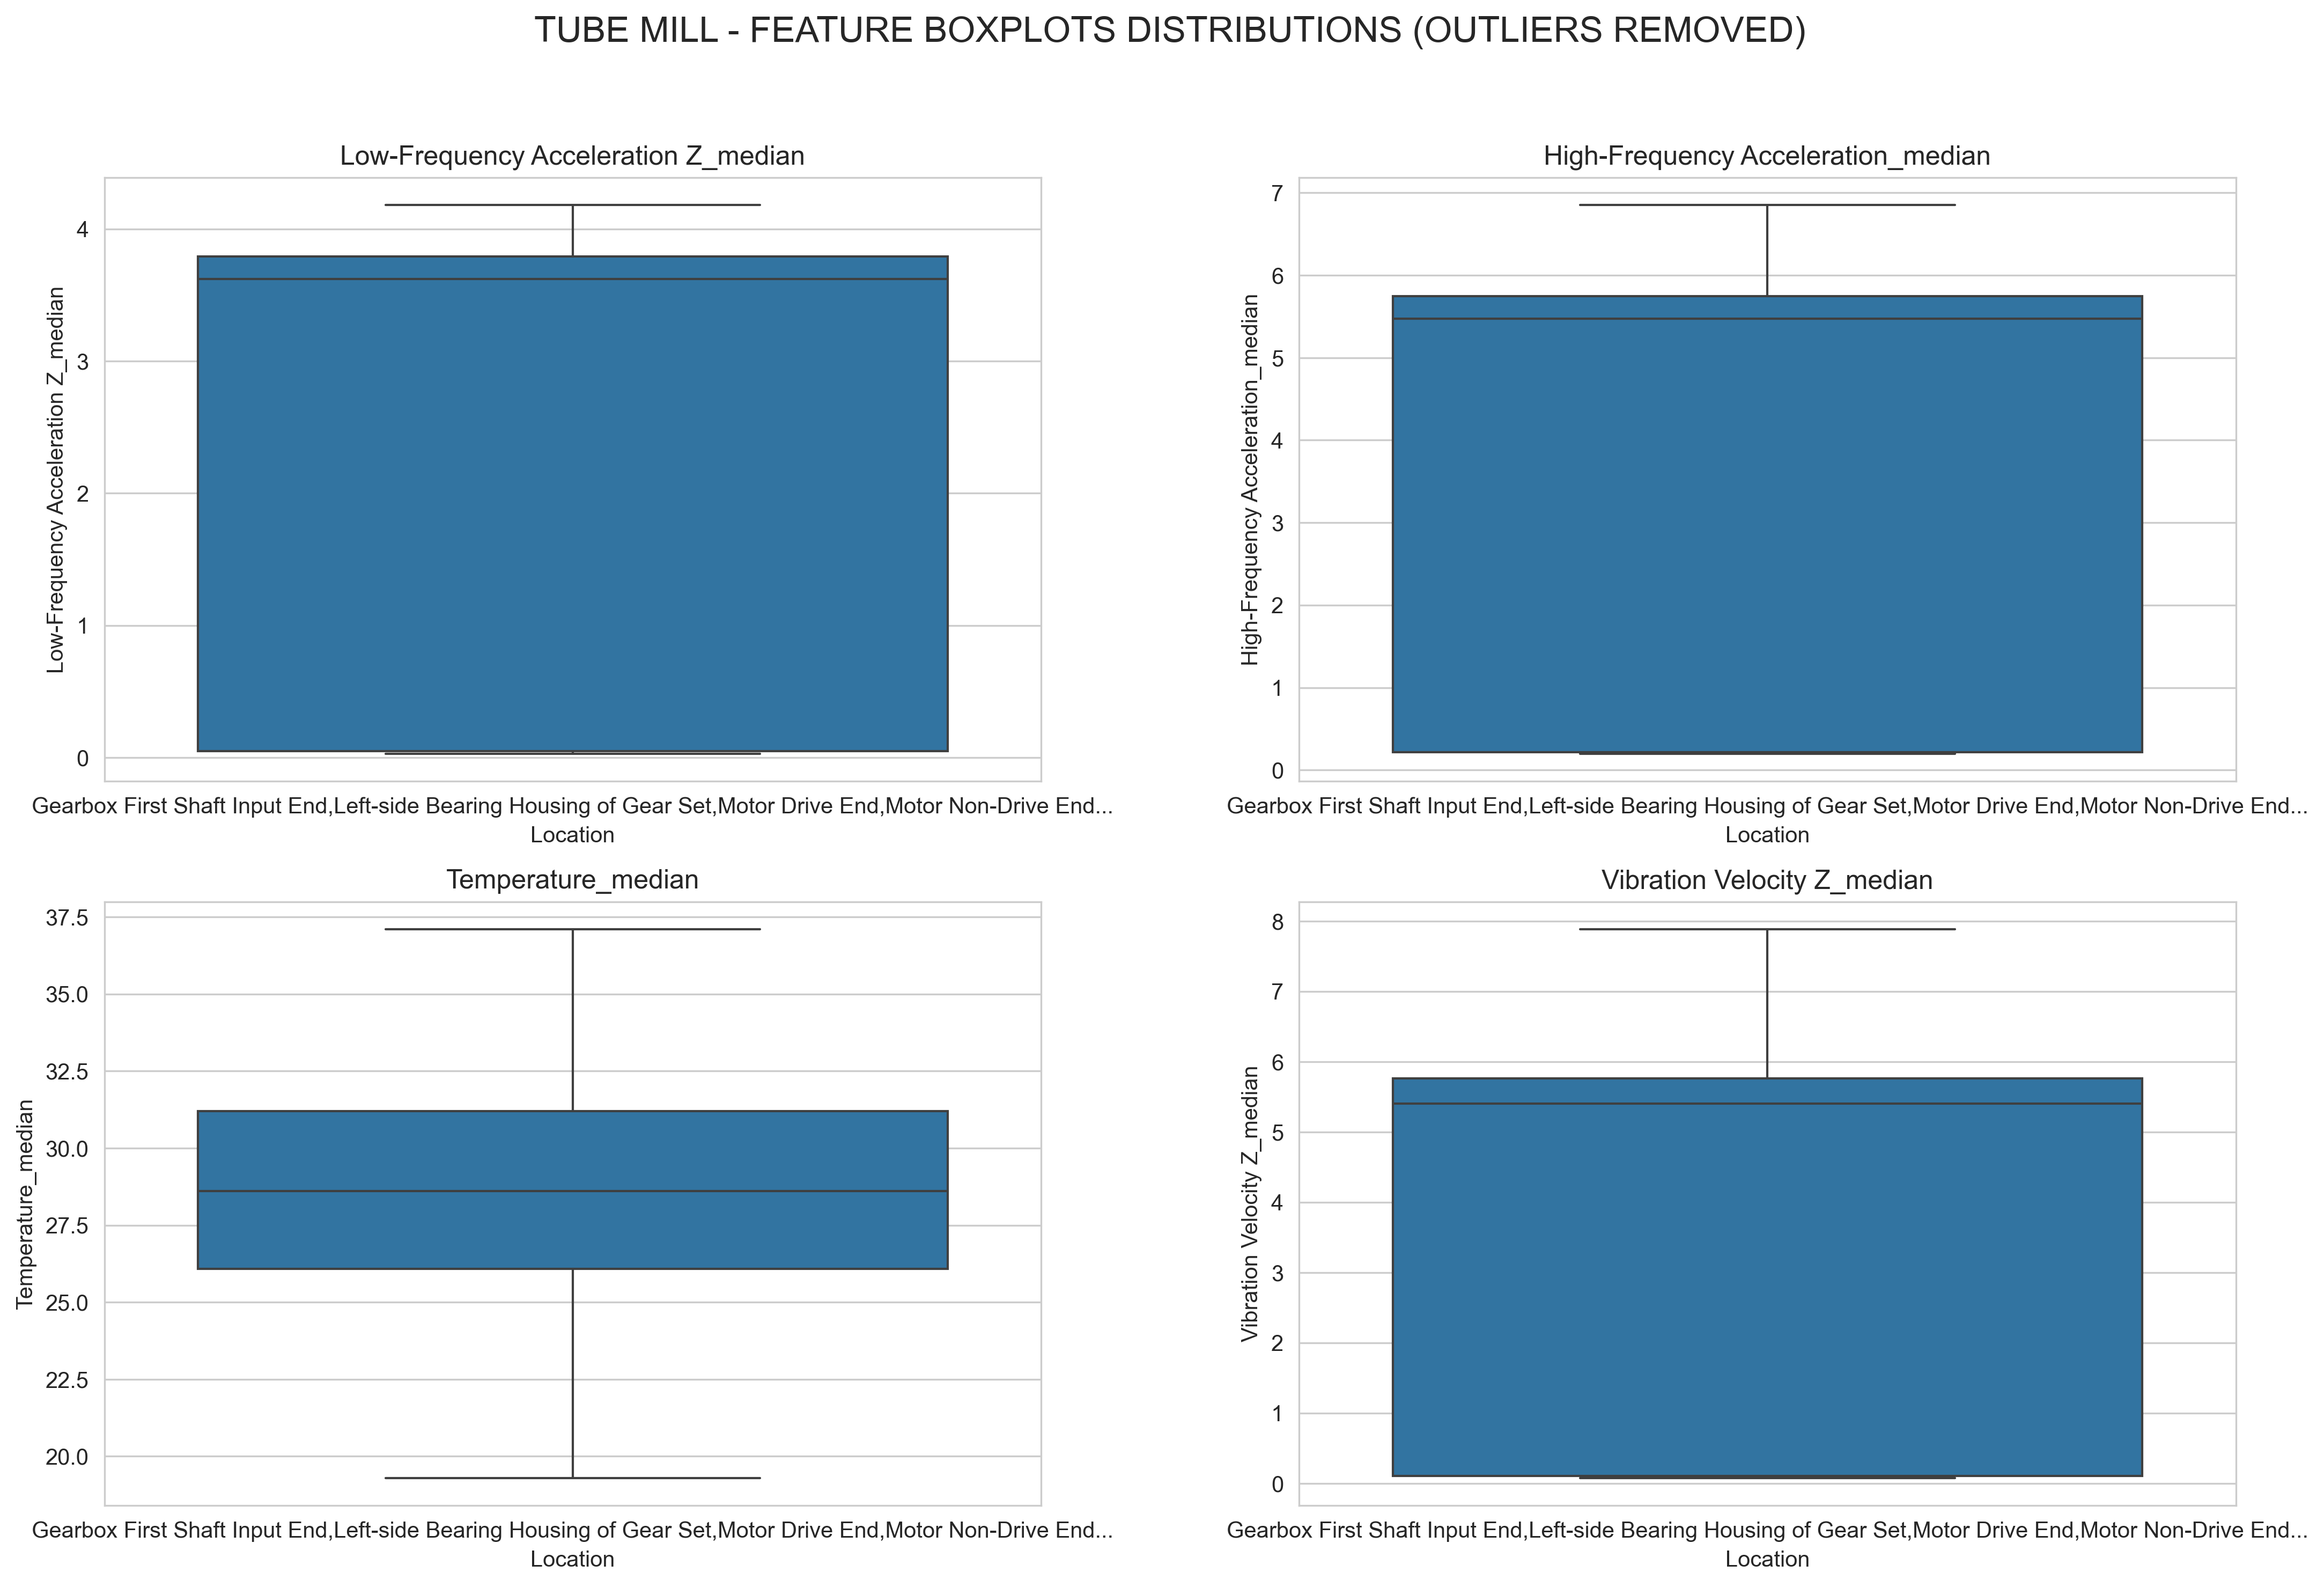 TUBE MILL - FEATURE BOXPLOTS DISTRIBUTIONS (OUTLIERS REMOVED)
Low-Frequency Acceleration Z_median
Low-Frequency Acceleration Z_median
4
3
2
1
0
Gearbox First Shaft Input End,Left-side Bearing Housing of Gear Set,Motor Drive End,Motor Non-Drive End...
Location
High-Frequency Acceleration_median
High-Frequency Acceleration_median
7
6
5
4
3
2
1
0
Gearbox First Shaft Input End,Left-side Bearing Housing of Gear Set,Motor Drive End,Motor Non-Drive End...
Location
Temperature_median
Temperature_median
37.5
35.0
32.5
30.0
27.5
25.0
22.5
20.0
Gearbox First Shaft Input End,Left-side Bearing Housing of Gear Set,Motor Drive End,Motor Non-Drive End...
Location
Vibration Velocity Z_median
Vibration Velocity Z_median
8
7
6
5
4
3
2
1
0
Gearbox First Shaft Input End,Left-side Bearing Housing of Gear Set,Motor Drive End,Motor Non-Drive End...
Location